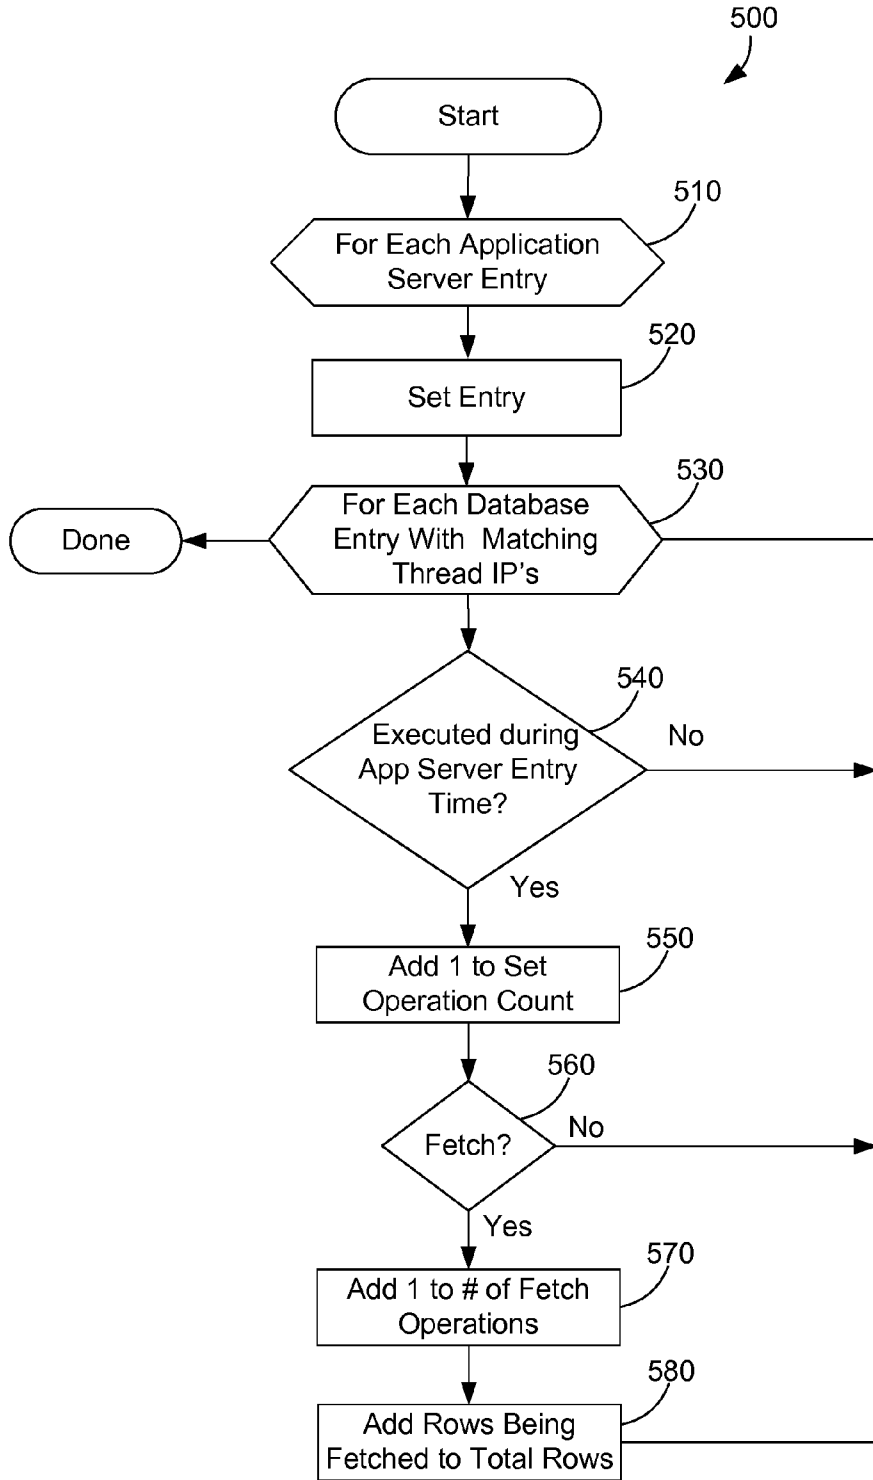 500
Start
510
For Each Application
Server Entry
520
Set Entry
530
For Each Database
Entry With Matching
Thread IP's
Done
540
Executed during
App Server Entry
Time?
No
Yes
550
Add 1 to Set
Operation Count
560
Fetch?
No
Yes
570
Add 1 to # of Fetch
Operations
580
Add Rows Being
Fetched to Total Rows